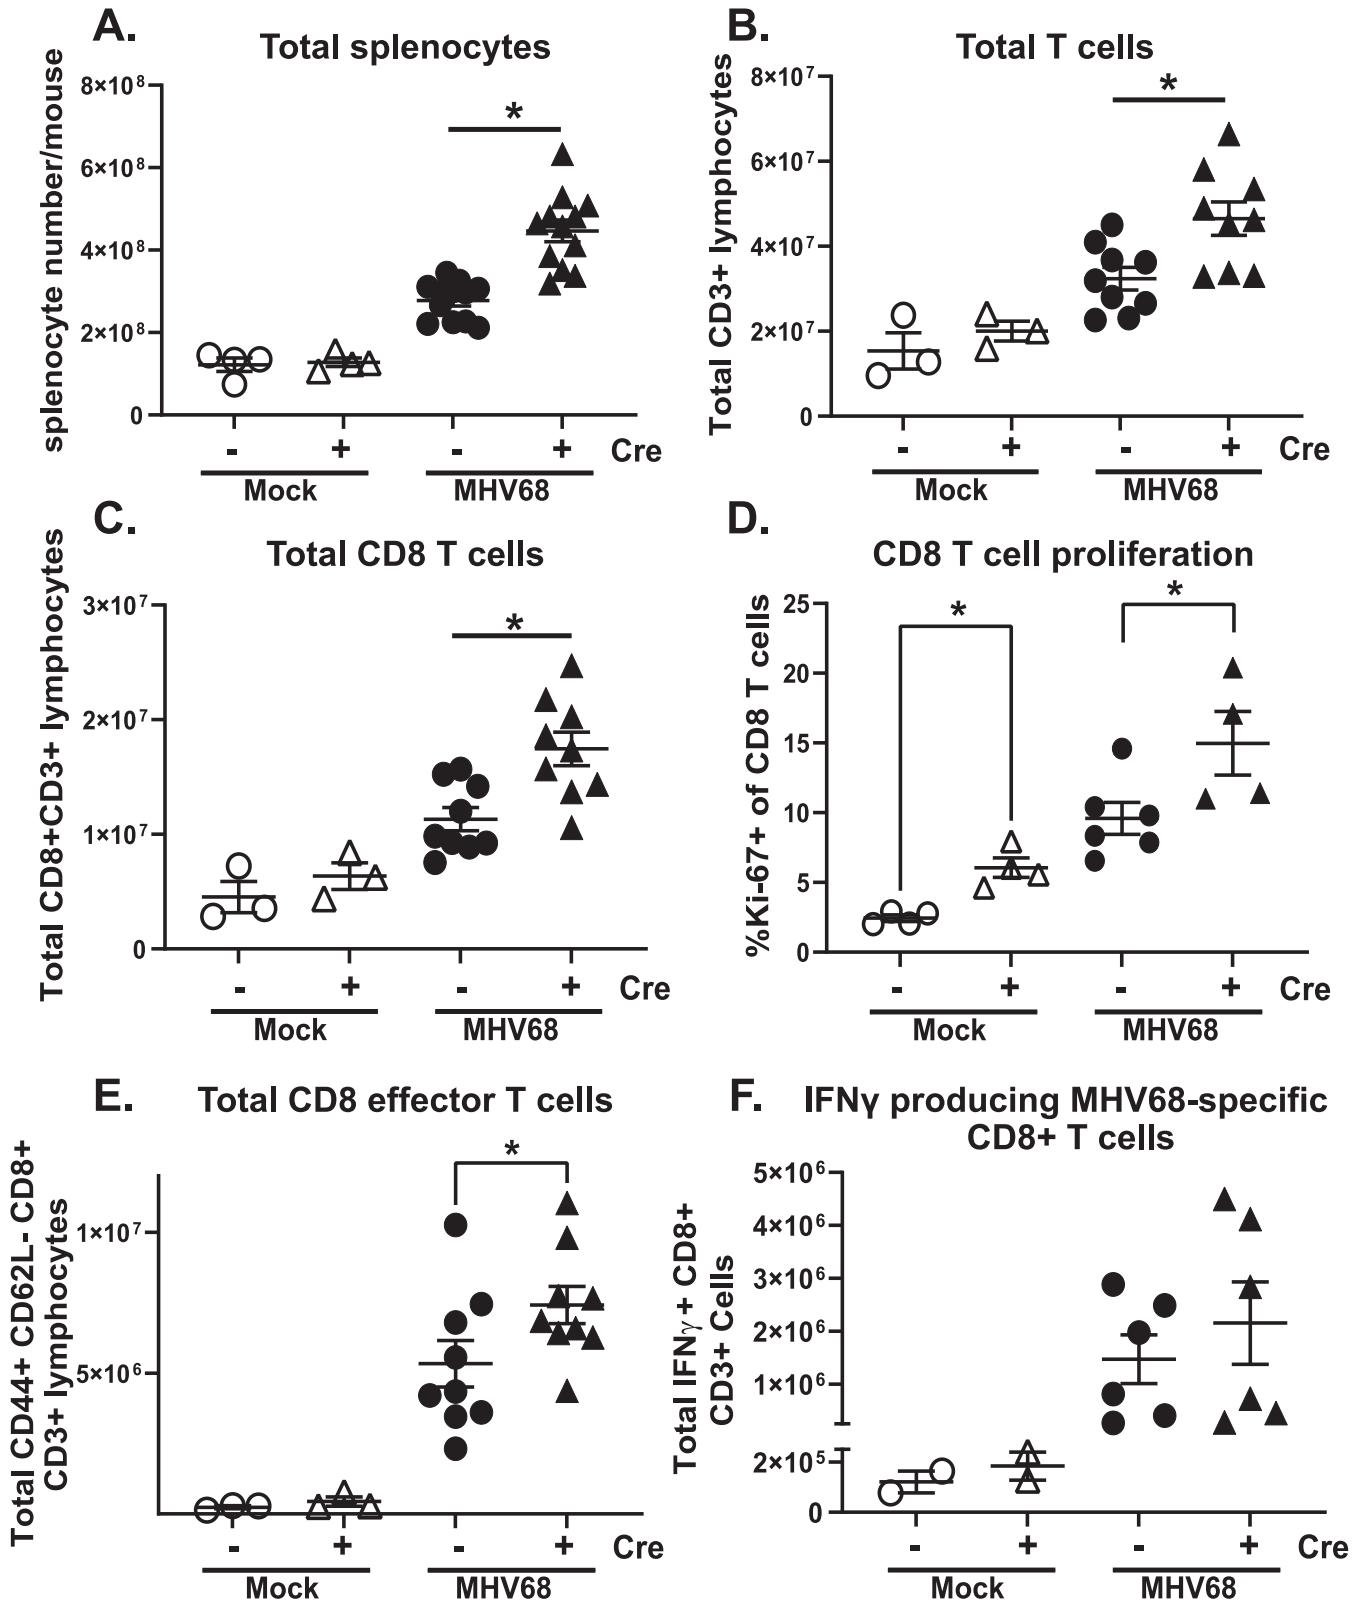 A.
Total splenocytes
splenocyte number/mouse
8×10⁸
6×10⁸
4×10⁸
2×10⁸
0
*
- + - + Cre
Mock MHV68
B.
Total T cells
Total CD3+ lymphocytes
8×10⁷
6×10⁷
4×10⁷
2×10⁷
0
*
- + - + Cre
Mock MHV68
C.
Total CD8 T cells
Total CD8+CD3+ lymphocytes
3×10⁷
2×10⁷
1×10⁷
0
*
- + - + Cre
Mock MHV68
D.
CD8 T cell proliferation
%Ki-67+ of CD8 T cells
25
20
15
10
5
0
* *
- + - + Cre
Mock MHV68
E.
Total CD8 effector T cells
Total CD44+ CD62L- CD8+
CD3+ lymphocytes
1×10⁷
5×10⁶
*
- + - + Cre
Mock MHV68
F.
IFNγ producing MHV68-specific
CD8+ T cells
Total IFNγ + CD8+
CD3+ Cells
5×10⁶
4×10⁶
3×10⁶
2×10⁶
1×10⁶
2×10⁵
0
- + - + Cre
Mock MHV68